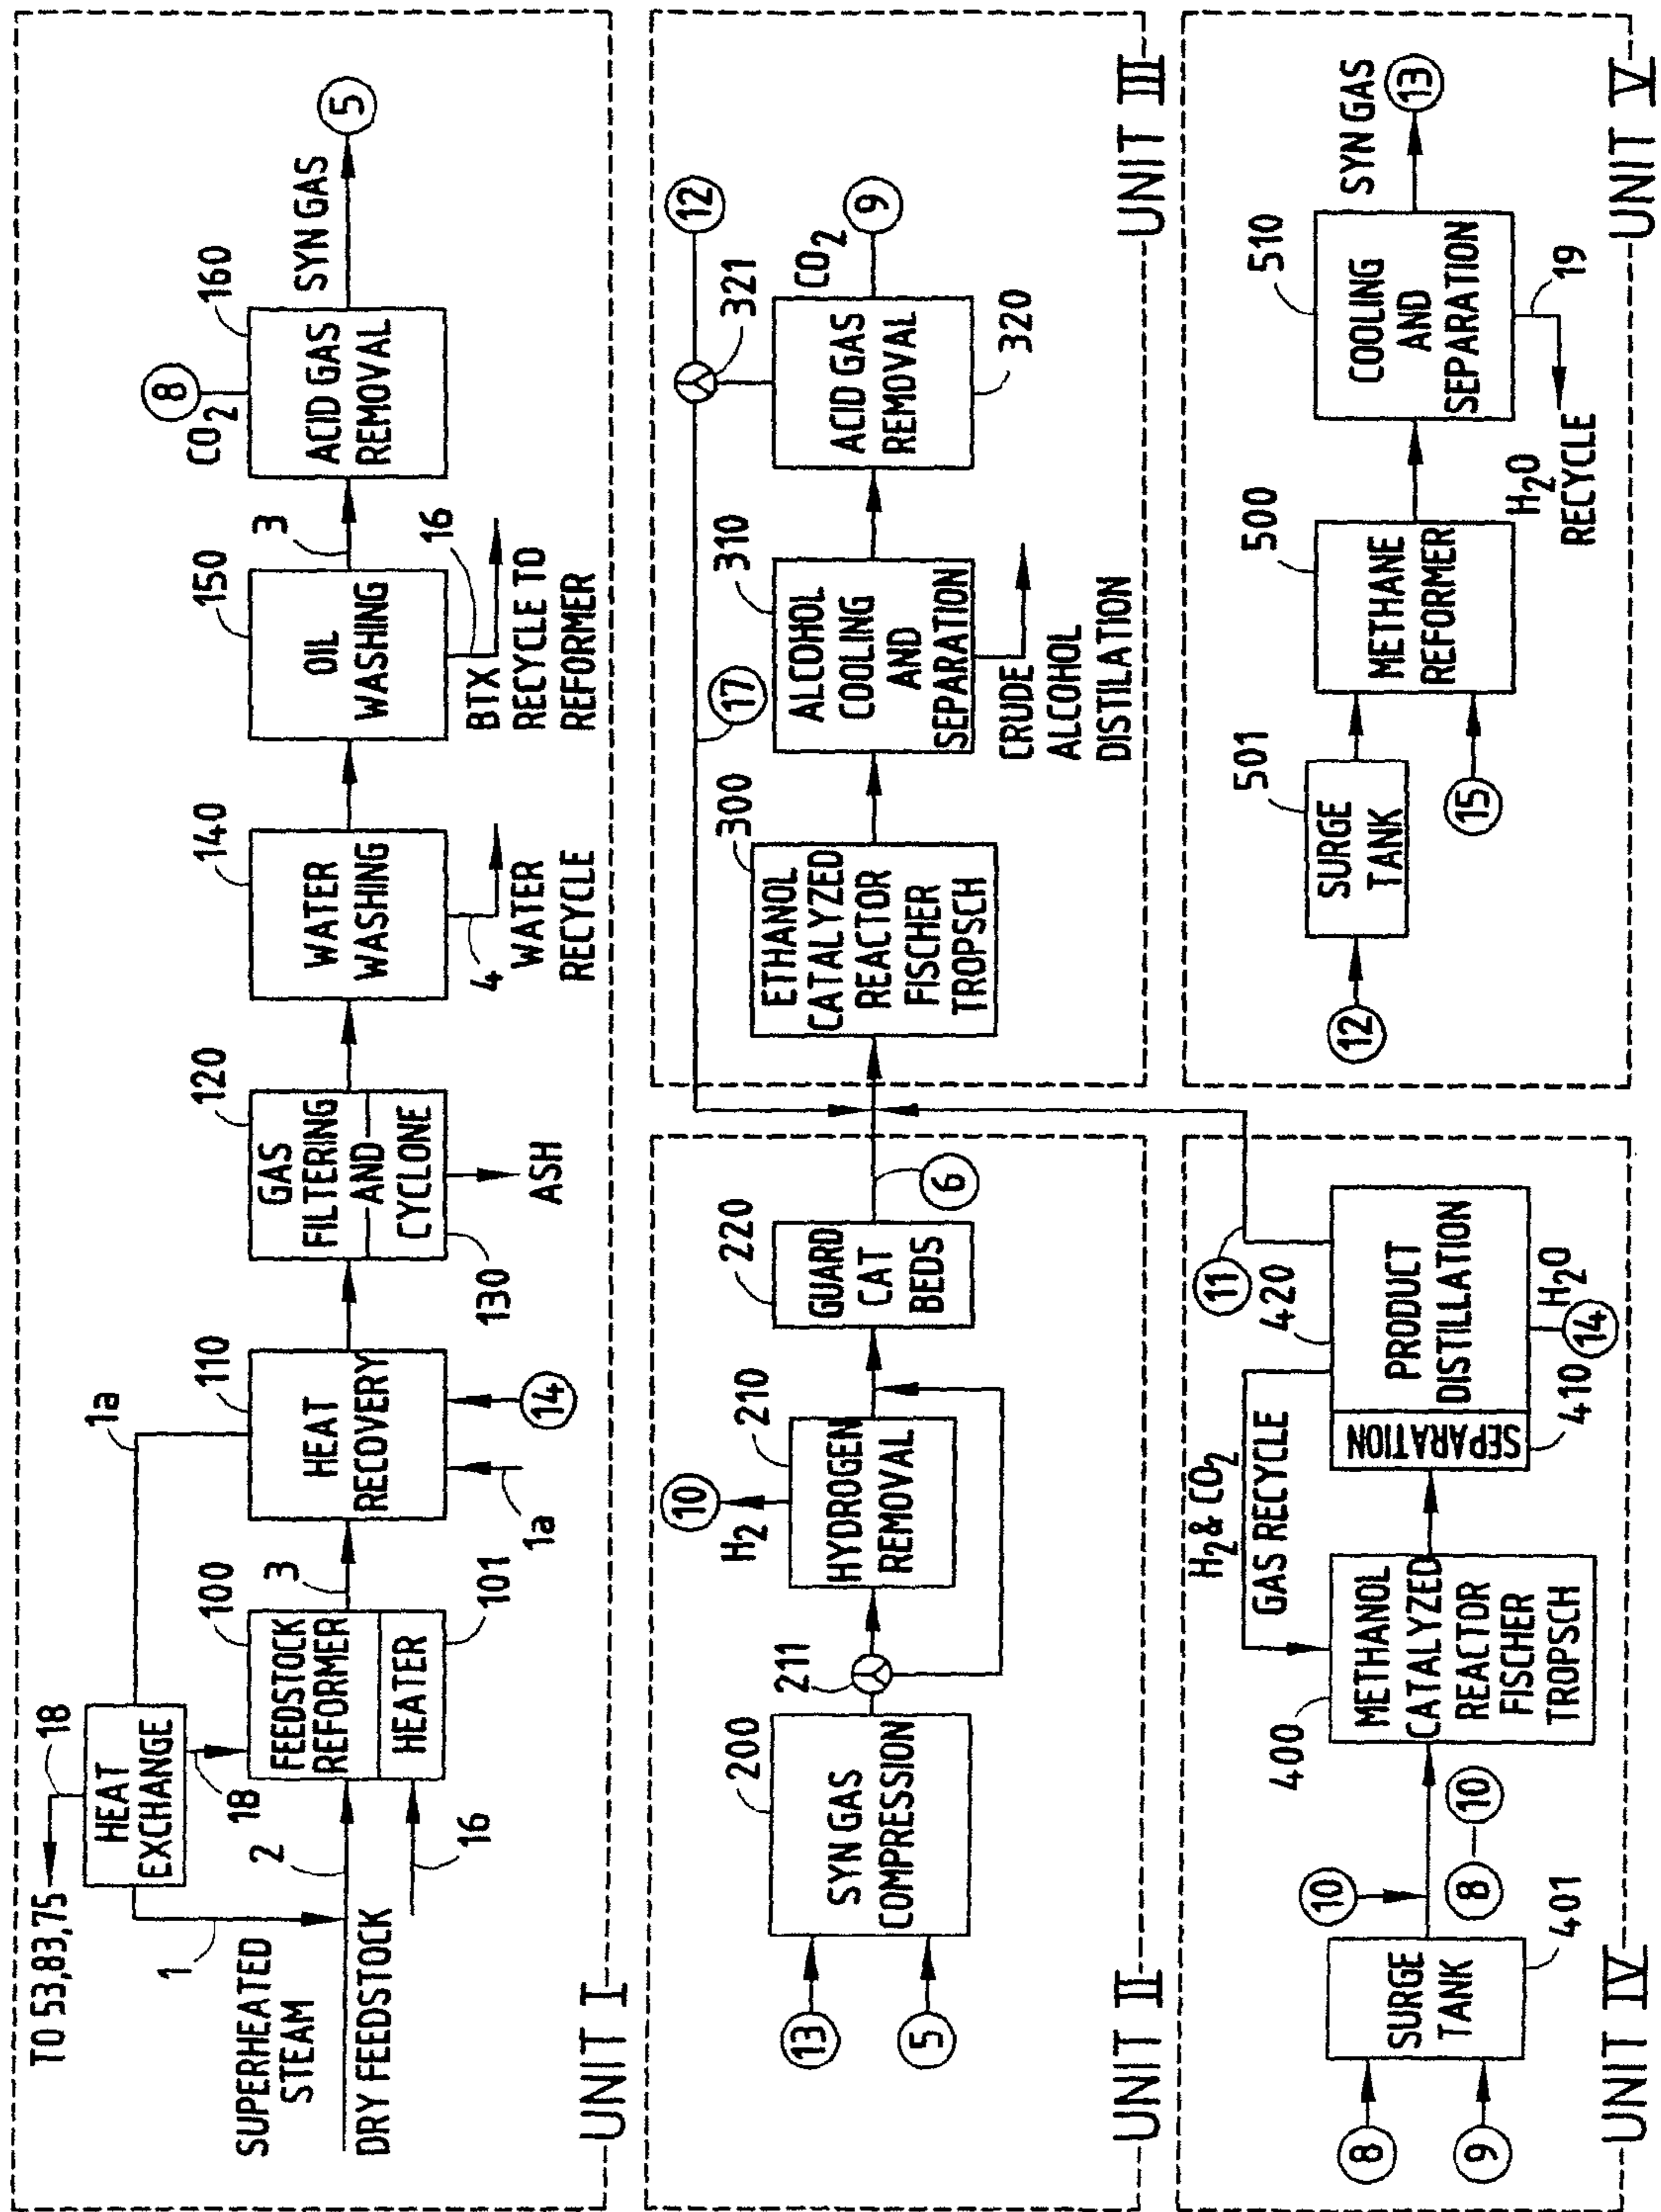 TO 53,83,75
18
HEAT
EXCHANGE
1a
1
18
SUPERHEATED
STEAM
DRY FEEDSTOCK
2
16
100
FEEDSTOCK
REFORMER
HEATER
101
3
110
HEAT
RECOVERY
1a
14
120
GAS
FILTERING
AND
CYCLONE
130
ASH
140
WATER
WASHING
4
WATER
RECYCLE
150
OIL
WASHING
3
16
BTX
RECYCLE TO
REFORMER
8
CO2
160
ACID GAS
REMOVAL
SYN GAS
5
UNIT I
13
5
200
SYN GAS
COMPRESSION
211
10
H2
210
HYDROGEN
REMOVAL
220
GUARD
CAT
BEDS
6
UNIT II
12
17
321
300
ETHANOL
CATALYZED
REACTOR
FISCHER
TROPSCH
310
ALCOHOL
COOLING
AND
SEPARATION
CRUDE
ALCOHOL
DISTILATION
ACID GAS
REMOVAL
320
CO2
9
UNIT III
8
9
SURGE
TANK
401
10
8
10
400
METHANOL
CATALYZED
REACTOR
FISCHER
TROPSCH
H2 & CO2
GAS RECYCLE
SEPARATION
410
420
PRODUCT
DISTILLATION
11
H2O
14
UNIT IV
12
501
SURGE
TANK
15
500
METHANE
REFORMER
510
COOLING
AND
SEPARATION
19
H2O
RECYCLE
SYN GAS
13
UNIT V